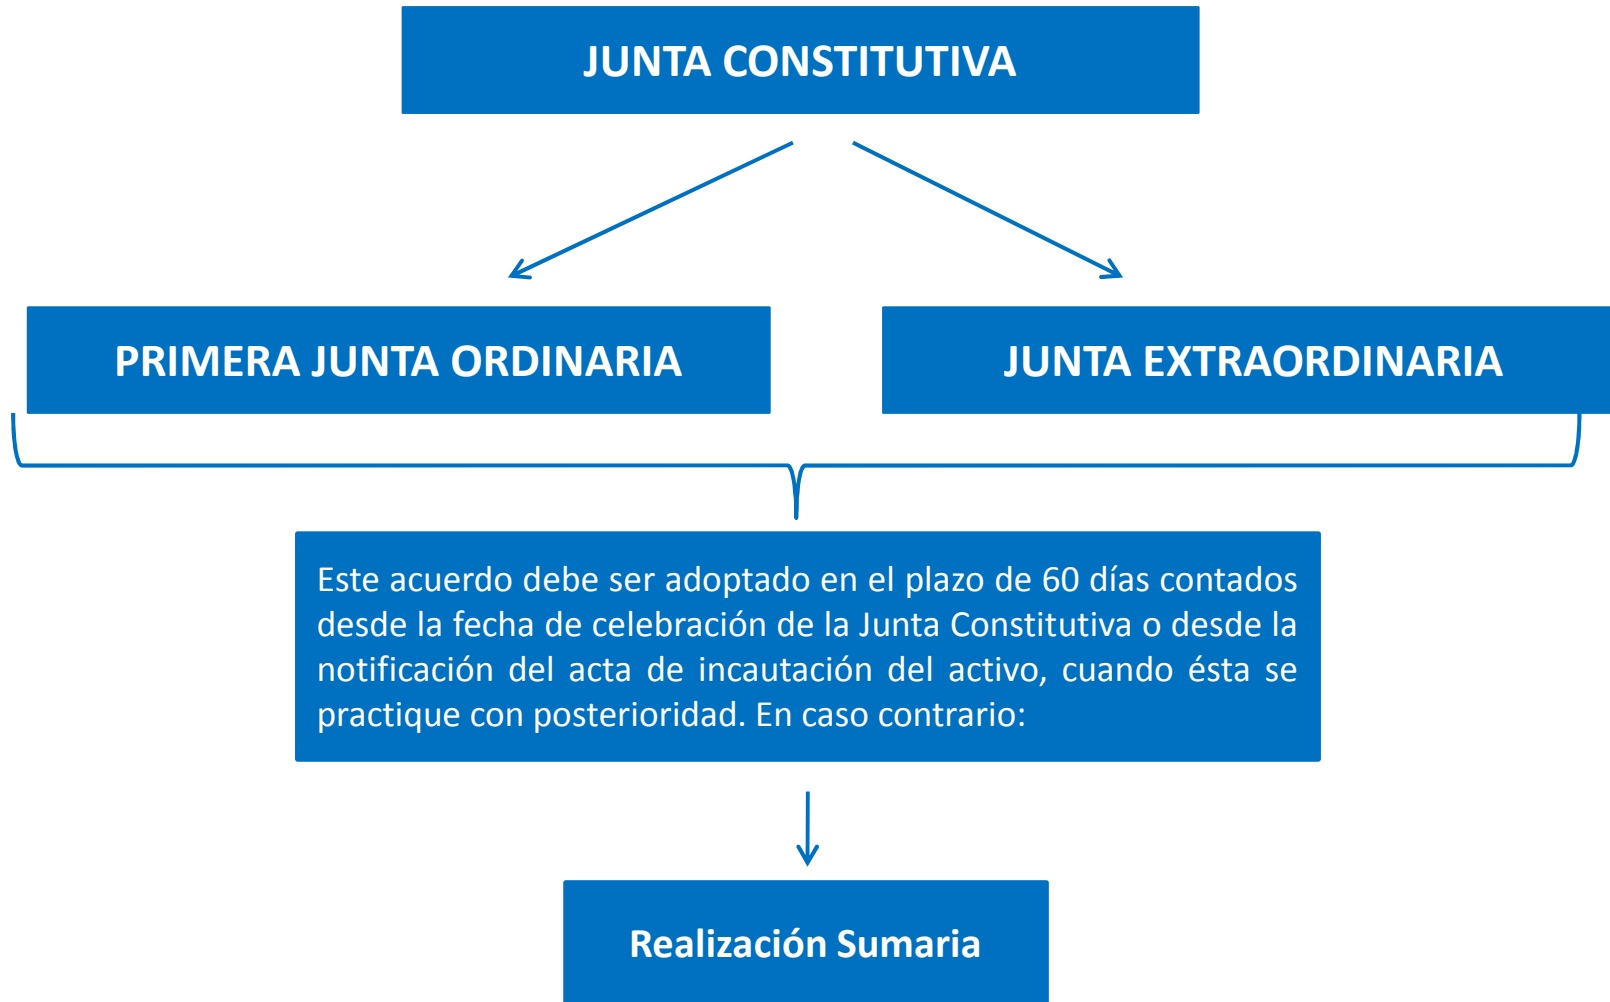 JUNTA CONSTITUTIVA
PRIMERA JUNTA ORDINARIA
JUNTA EXTRAORDINARIA
Este acuerdo debe ser adoptado en el plazo de 60 días contados
desde la fecha de celebración de la Junta Constitutiva o desde la
notificación del acta de incautación del activo, cuando ésta se
practique con posterioridad. En caso contrario:
Realización Sumaria